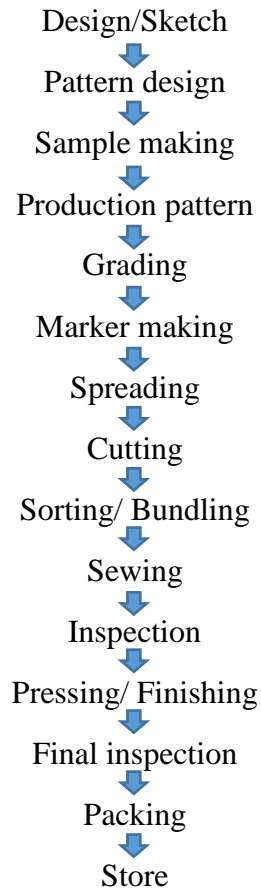 Design/Sketch
Pattern design
Sample making
Production pattern
Grading
Marker making
Spreading
Cutting
Sorting/ Bundling
Sewing
Inspection
Pressing/ Finishing
Final inspection
Packing
Store